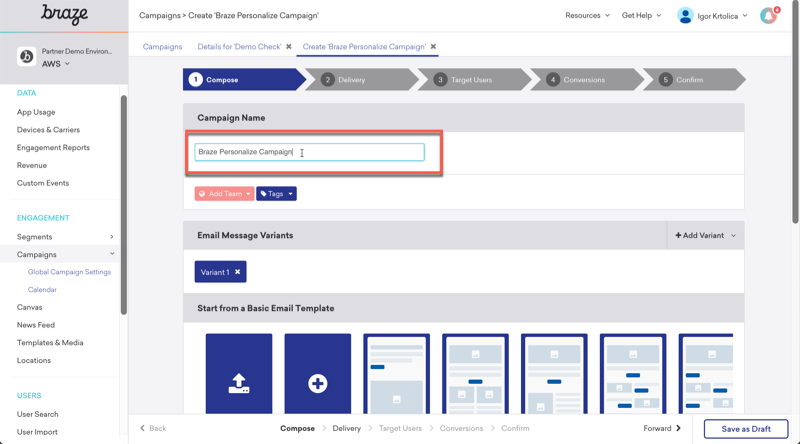 braze
Campaigns > Create 'Braze Personalize Campaign'
Resources
Get Help
Igor Krtolica
4
Partner Demo Environ...
AWS
Campaigns
Details for 'Demo Check' ✖
Create 'Braze Personalize Campaign' ✖
1 Compose
2 Delivery
3 Target Users
4 Conversions
5 Confirm
DATA
App Usage
Devices & Carriers
Engagement Reports
Revenue
Custom Events
ENGAGEMENT
Segments
Campaigns
Global Campaign Settings
Calendar
Canvas
News Feed
Templates & Media
Locations
USERS
User Search
User Import
Campaign Name
Braze Personalize Campaign
Add Team
Tags
Email Message Variants
+ Add Variant
Variant 1 ✖
Start from a Basic Email Template
Back
Compose > Delivery > Target Users > Conversions > Confirm
Forward
Save as Draft